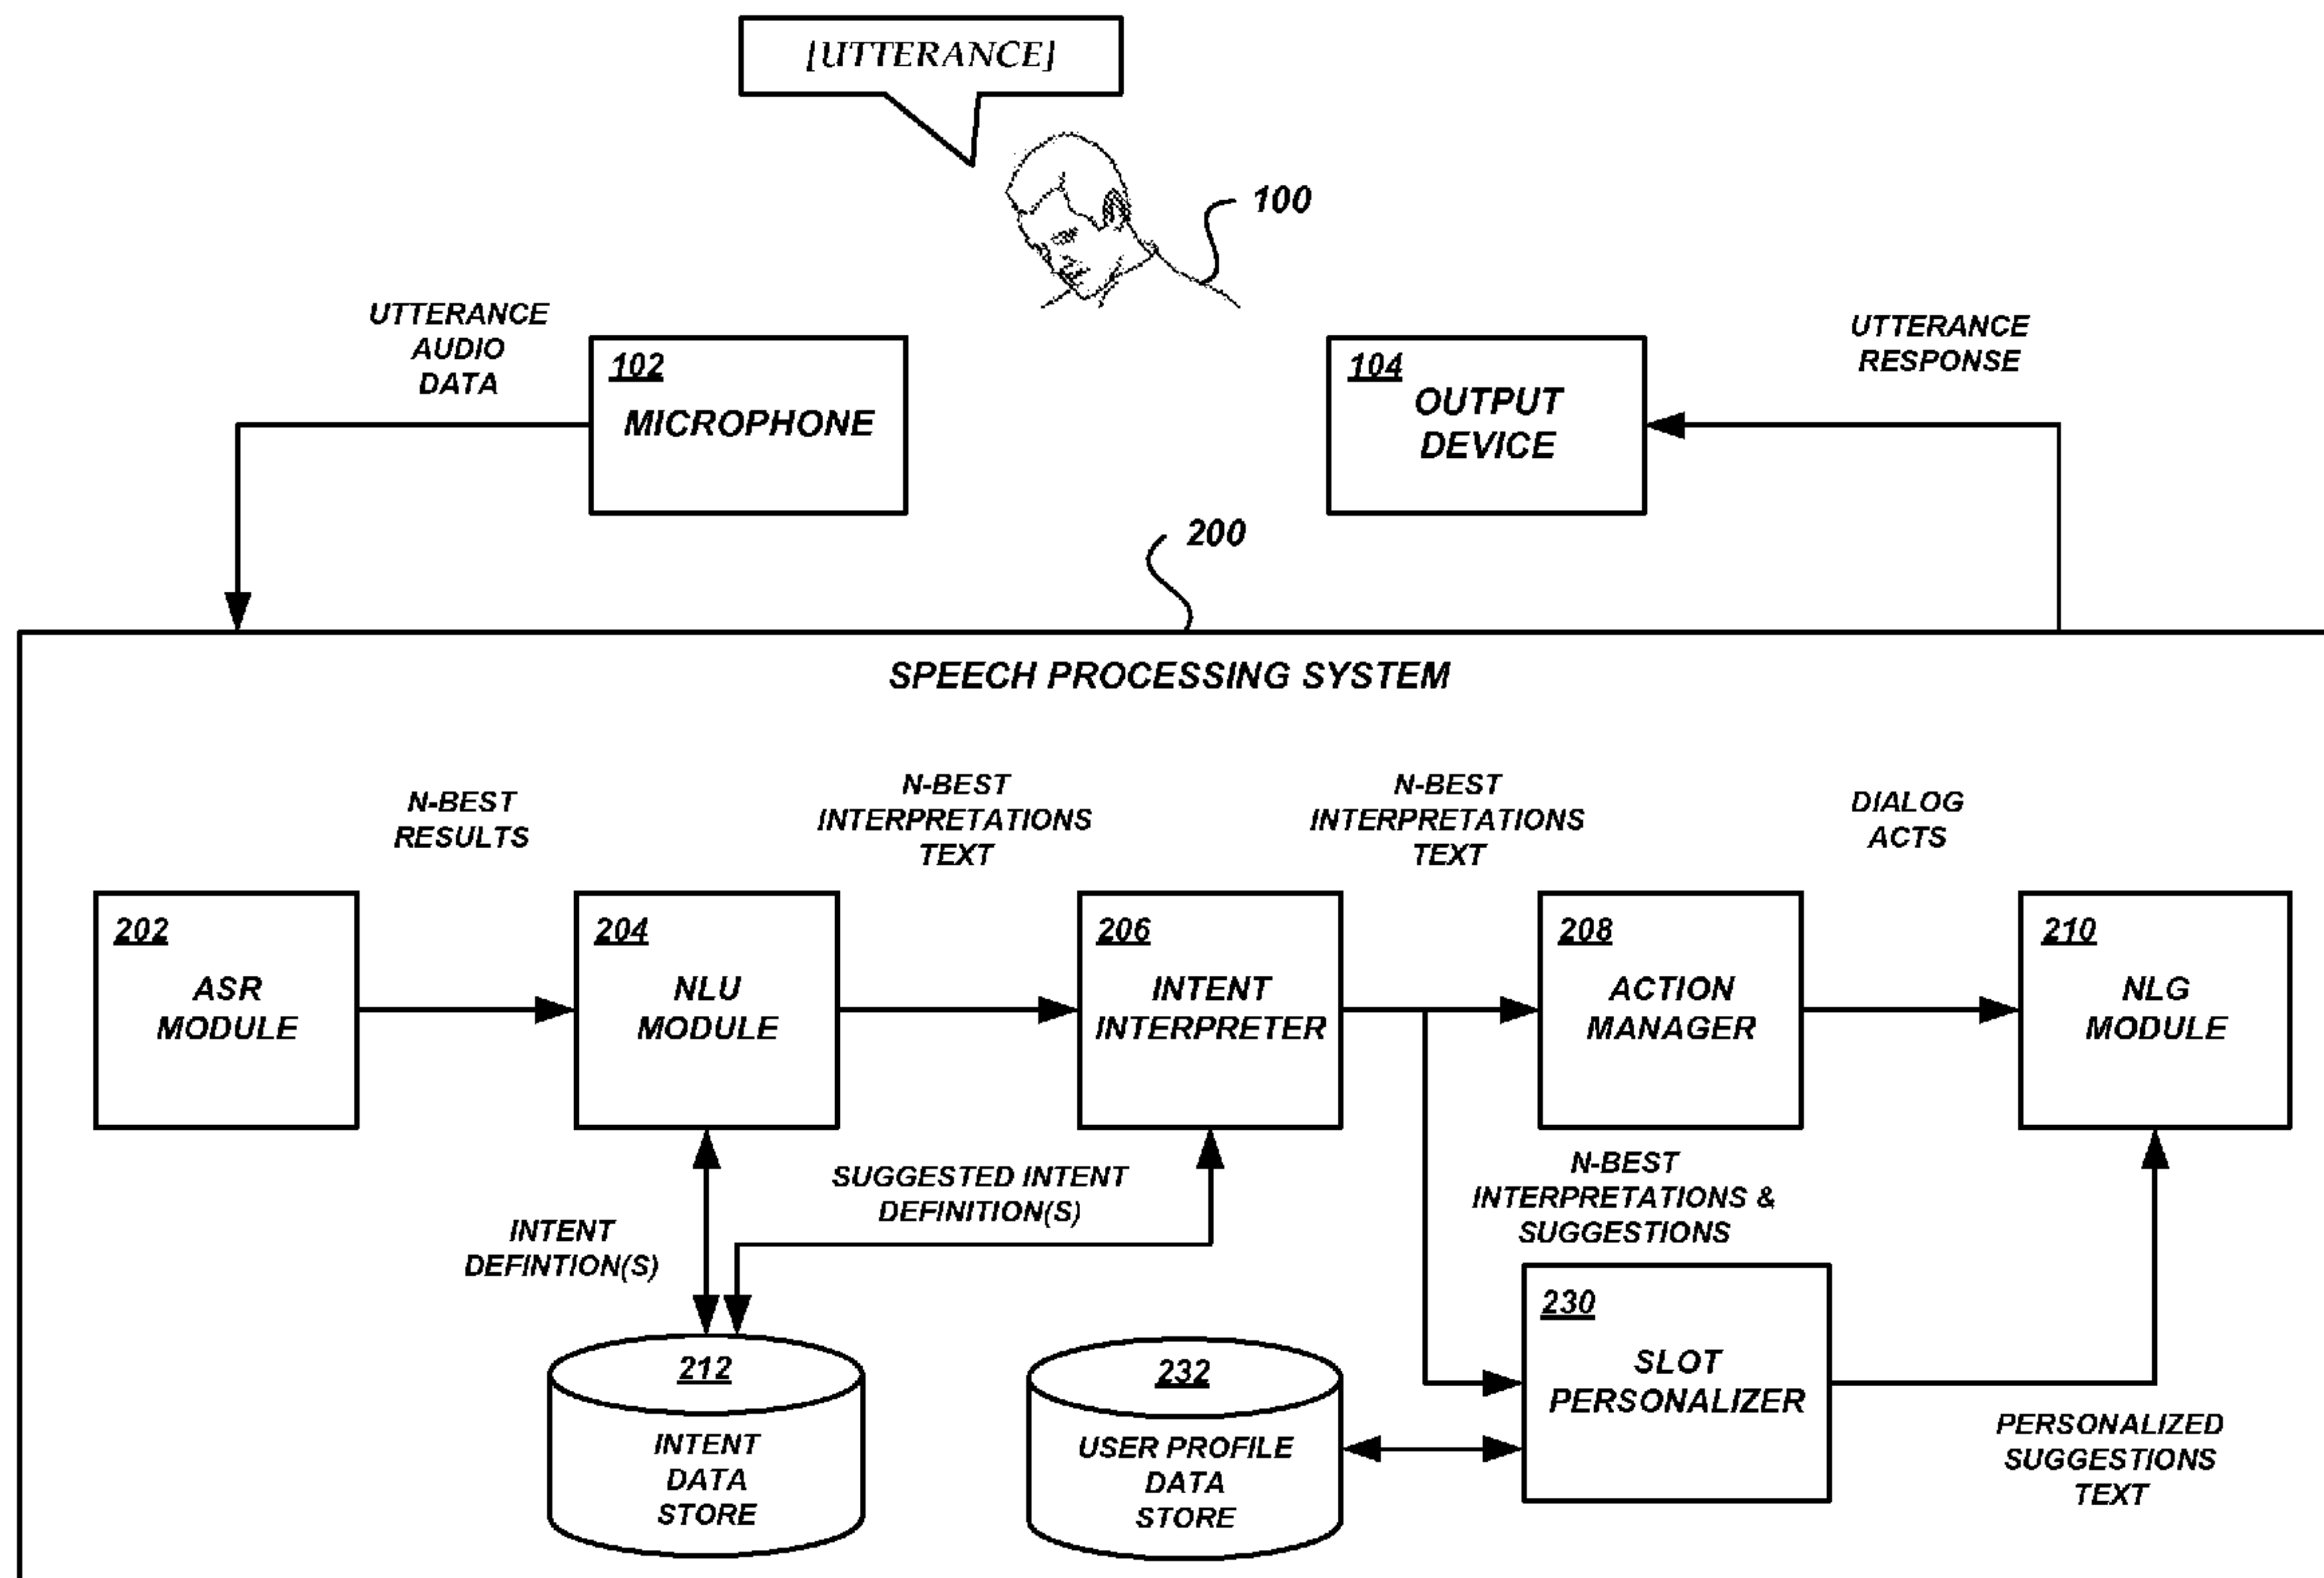 [UTTERANCE]
100
UTTERANCE
AUDIO
DATA
102
MICROPHONE
104
OUTPUT
DEVICE
UTTERANCE
RESPONSE
200
SPEECH PROCESSING SYSTEM
N-BEST
RESULTS
N-BEST
INTERPRETATIONS
TEXT
N-BEST
INTERPRETATIONS
TEXT
DIALOG
ACTS
202
ASR
MODULE
204
NLU
MODULE
206
INTENT
INTERPRETER
208
ACTION
MANAGER
210
NLG
MODULE
INTENT
DEFINTION(S)
SUGGESTED INTENT
DEFINITION(S)
N-BEST
INTERPRETATIONS &
SUGGESTIONS
212
INTENT
DATA
STORE
232
USER PROFILE
DATA
STORE
230
SLOT
PERSONALIZER
PERSONALIZED
SUGGESTIONS
TEXT